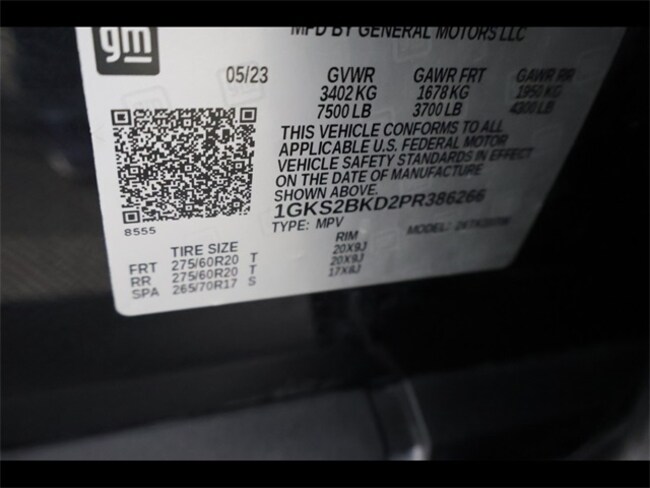 gm
MFD BY GENERAL MOTORS LLC
05/23 GVWR GAWR FRT GAWR RR
3402 KG 1678 KG 1950 KG
7500 LB 3700 LB 4300 LB
THIS VEHICLE CONFORMS TO ALL
APPLICABLE U.S. FEDERAL MOTOR
VEHICLE SAFETY STANDARDS IN EFFECT
ON THE DATE OF MANUFACTURE
SHOWN ABOVE.
1GKS2BKD2PR386266
8555
TYPE: MPV MODEL:
TIRE SIZE RIM
FRT 275/60R20 T 20X9J
RR 275/60R20 T 20X9J
SPA 265/70R17 S 17X8J